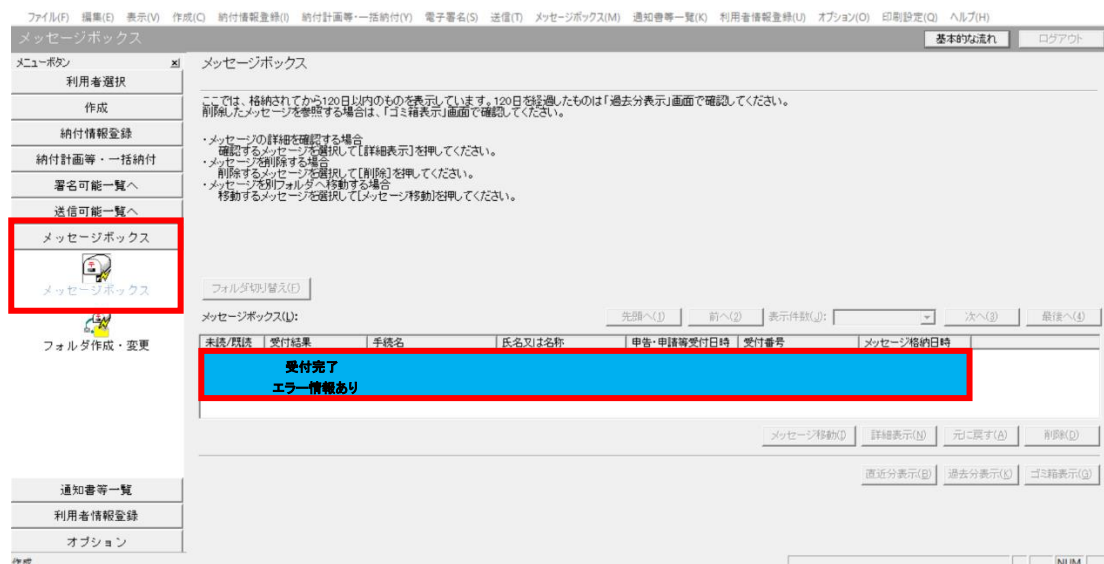 ファイル(F) 編集(E) 表示(V) 作成(C) 納付情報登録(I) 納付計画等・一括納付(Y) 電子署名(S) 送信(T) メッセージボックス(M) 通知書等一覧(K) 利用者情報登録(U) オプション(O) 印刷設定(Q) ヘルプ(H)
メッセージボックス 基本的な流れ ログアウト
メニューボタン x
利用者選択
作成
納付情報登録
納付計画等・一括納付
署名可能一覧へ
送信可能一覧へ
メッセージボックス
メッセージボックス
フォルダ作成・変更
通知書等一覧
利用者情報登録
オプション
作成
メッセージボックス
ここでは、格納されてから120日以内のものを表示しています。120日を経過したものは「過去分表示」画面で確認してください。
削除したメッセージを参照する場合は、「ゴミ箱表示」画面で確認してください。
・メッセージの詳細を確認する場合
確認するメッセージを選択して[詳細表示]を押してください。
・メッセージを削除する場合
削除するメッセージを選択して[削除]を押してください。
・メッセージを別フォルダへ移動する場合
移動するメッセージを選択して[メッセージ移動]を押してください。
フォルダ切り替え(F)
メッセージボックス(L): 先頭へ(1) 前へ(2) 表示件数(J): 次へ(3) 最後へ(4)
未読/既読 受付結果 手続名 氏名又は名称 申告・申請等受付日時 受付番号 メッセージ格納日時
受付完了
エラー情報あり
メッセージ移動(I) 詳細表示(N) 元に戻す(A) 削除(D)
直近分表示(B) 過去分表示(K) ゴミ箱表示(G)
NUM